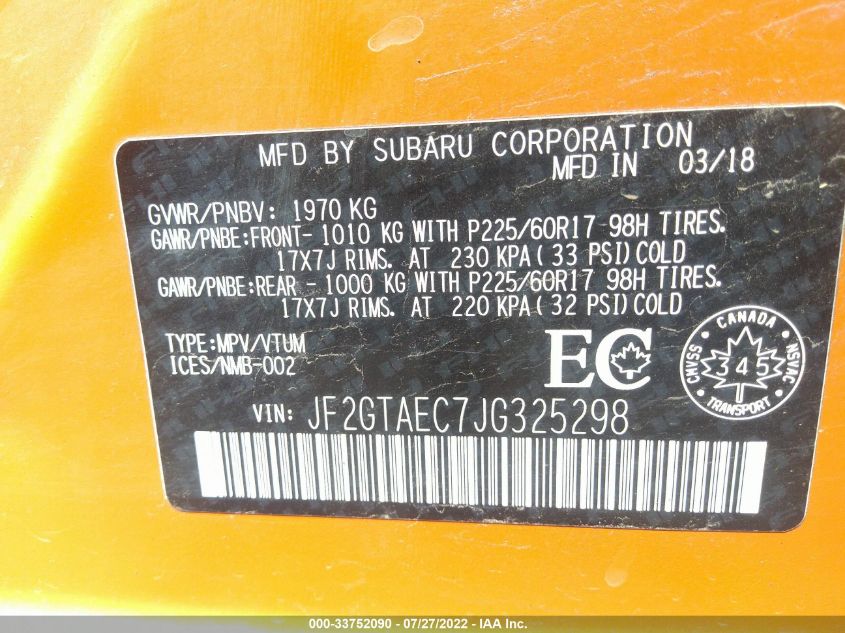 MFD BY SUBARU CORPORATION
MFD IN 03/18
GVWR/PNBV: 1970 KG
GAWR/PNBE:FRONT- 1010 KG WITH P225/60R17 98H TIRES.
17X7J RIMS. AT 230 KPA(33 PSI)COLD
GAWR/PNBE:REAR - 1000 KG WITH P225/60R17 98H TIRES.
17X7J RIMS. AT 220 KPA(32 PSI)COLD
TYPE:MPV/VTUM
ICES/NMB-002
EC
CANADA
CMVSS
345
NSVAC
TRANSPORT
VIN: JF2GTAEC7JG325298
000-33752090 - 07/27/2022 - IAA Inc.